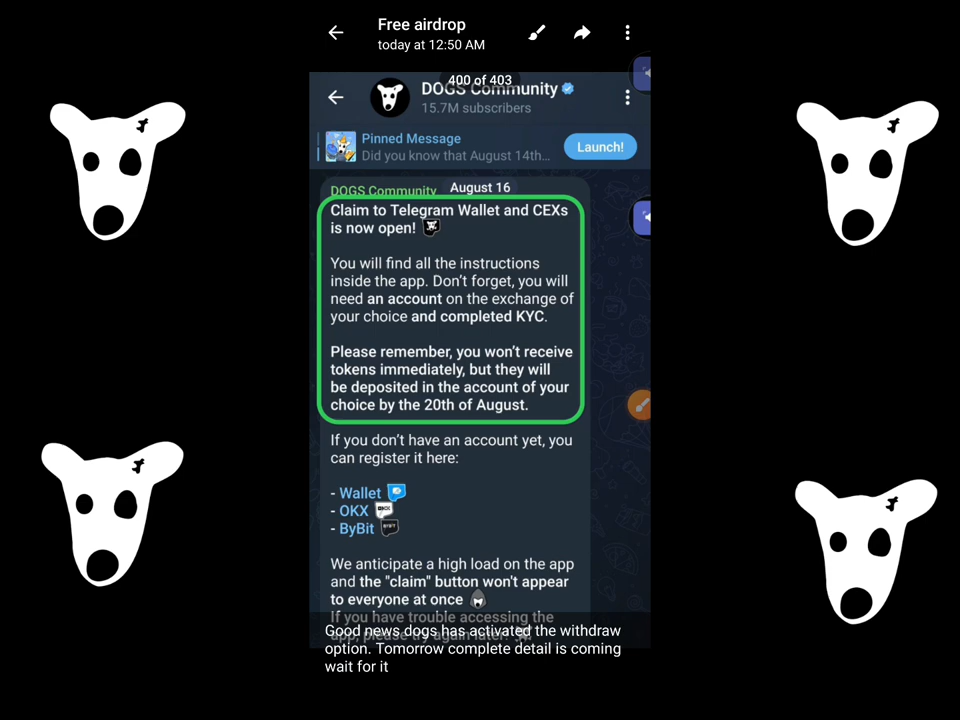 Free airdrop
today at 12:50 AM
400 of 403
DOGS Community
15.7M subscribers
Pinned Message
Did you know that August 14th...
Launch!
August 16
DOGS Community
Claim to Telegram Wallet and CEXs
is now open!
You will find all the instructions
inside the app. Don't forget, you will
need an account on the exchange of
your choice and completed KYC.
Please remember, you won't receive
tokens immediately, but they will
be deposited in the account of your
choice by the 20th of August.
If you don't have an account yet, you
can register it here:
- Wallet
- OKX
- ByBit
We anticipate a high load on the app
and the "claim" button won't appear
to everyone at once
If you have trouble accessing the
app, please try again later!
Good news dogs has activated the withdraw
option. Tomorrow complete detail is coming
wait for it